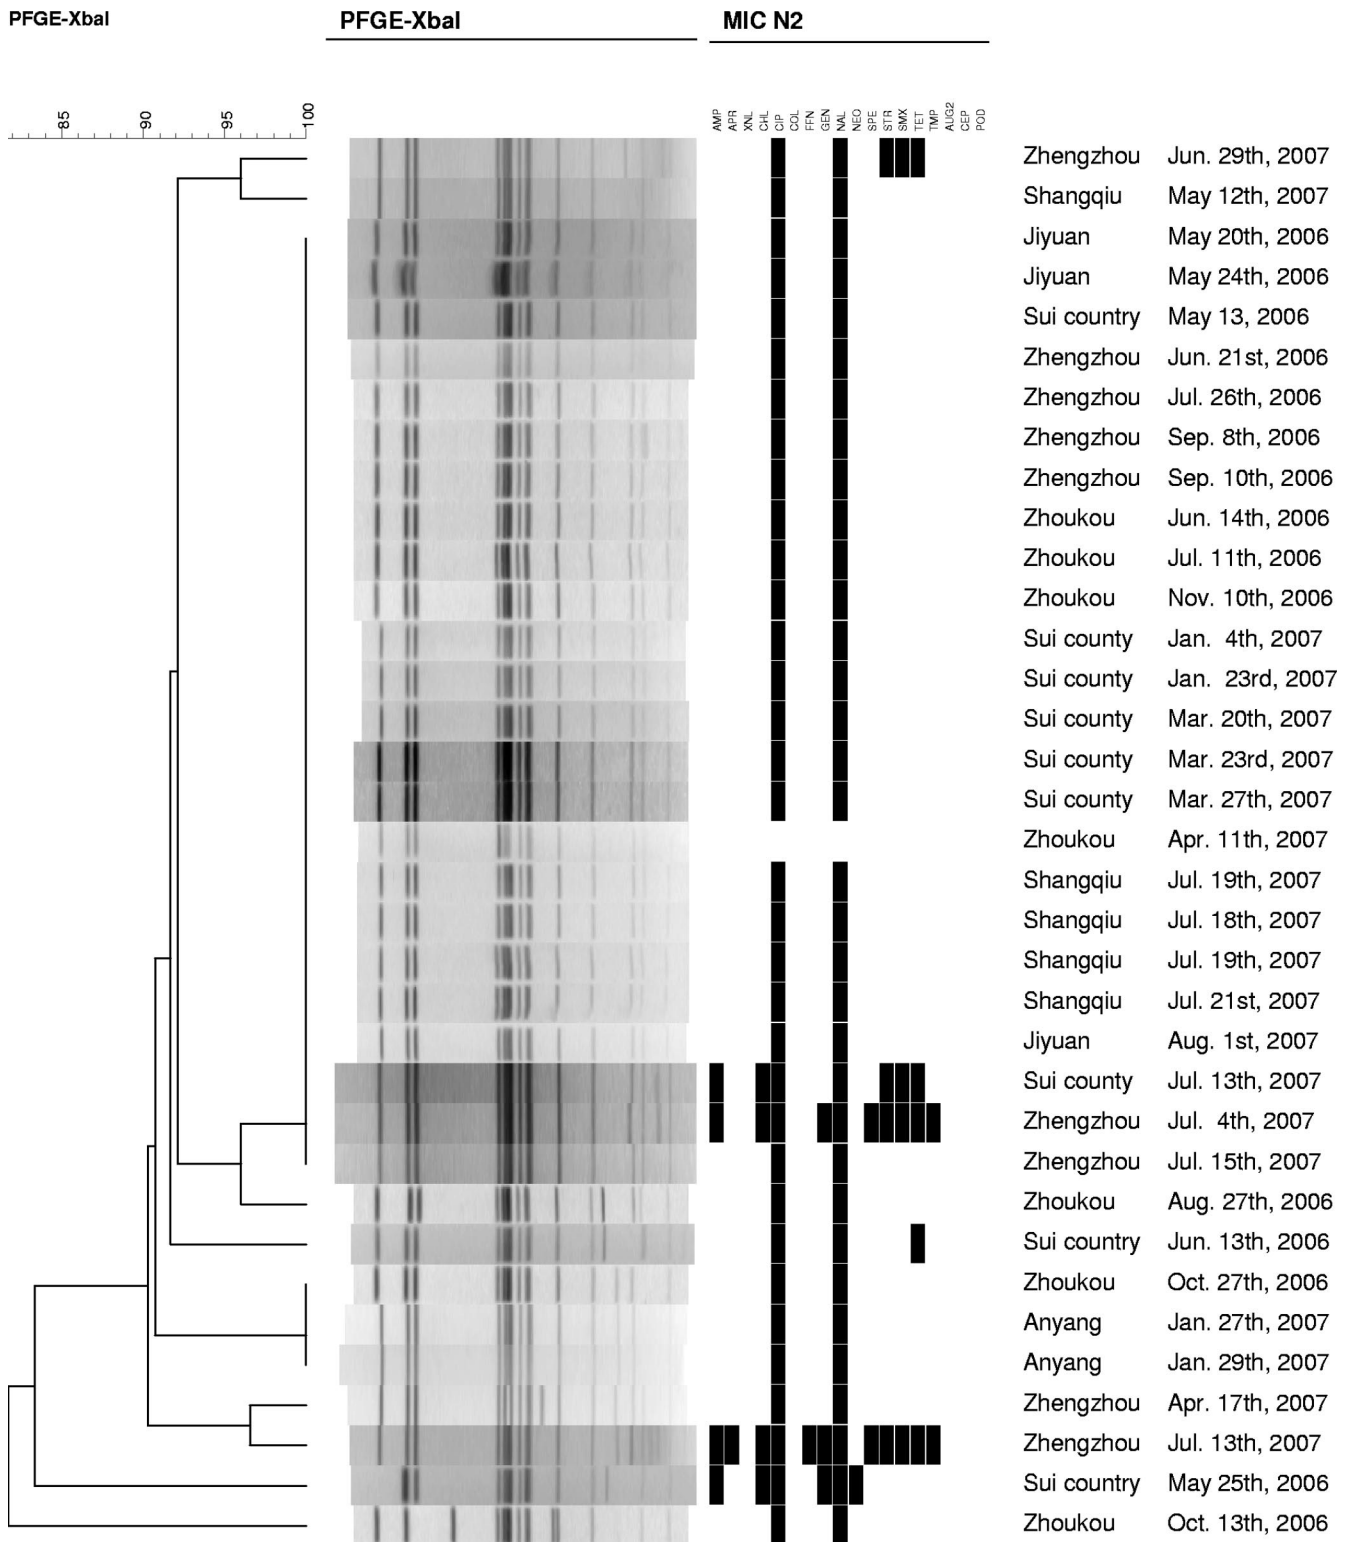 PFGE-XbaI PFGE-XbaI MIC N2
85 90 95 100 AMP APR XNL CHL CIP COL FFN GEN NAL NEO SPE STR SMX TET TMP AUG2 CEP POD
Zhengzhou Jun. 29th, 2007
Shangqiu May 12th, 2007
Jiyuan May 20th, 2006
Jiyuan May 24th, 2006
Sui country May 13, 2006
Zhengzhou Jun. 21st, 2006
Zhengzhou Jul. 26th, 2006
Zhengzhou Sep. 8th, 2006
Zhengzhou Sep. 10th, 2006
Zhoukou Jun. 14th, 2006
Zhoukou Jul. 11th, 2006
Zhoukou Nov. 10th, 2006
Sui county Jan. 4th, 2007
Sui county Jan. 23rd, 2007
Sui county Mar. 20th, 2007
Sui county Mar. 23rd, 2007
Sui county Mar. 27th, 2007
Zhoukou Apr. 11th, 2007
Shangqiu Jul. 19th, 2007
Shangqiu Jul. 18th, 2007
Shangqiu Jul. 19th, 2007
Shangqiu Jul. 21st, 2007
Jiyuan Aug. 1st, 2007
Sui county Jul. 13th, 2007
Zhengzhou Jul. 4th, 2007
Zhengzhou Jul. 15th, 2007
Zhoukou Aug. 27th, 2006
Sui country Jun. 13th, 2006
Zhoukou Oct. 27th, 2006
Anyang Jan. 27th, 2007
Anyang Jan. 29th, 2007
Zhengzhou Apr. 17th, 2007
Zhengzhou Jul. 13th, 2007
Sui country May 25th, 2006
Zhoukou Oct. 13th, 2006